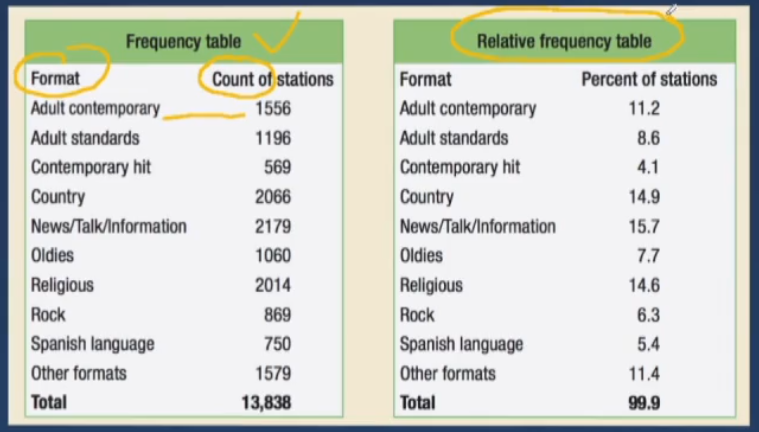 Frequency table
Format Count of stations
Adult contemporary 1556
Adult standards 1196
Contemporary hit 569
Country 2066
News/Talk/Information 2179
Oldies 1060
Religious 2014
Rock 869
Spanish language 750
Other formats 1579
Total 13,838
Relative frequency table
Format Percent of stations
Adult contemporary 11.2
Adult standards 8.6
Contemporary hit 4.1
Country 14.9
News/Talk/Information 15.7
Oldies 7.7
Religious 14.6
Rock 6.3
Spanish language 5.4
Other formats 11.4
Total 99.9